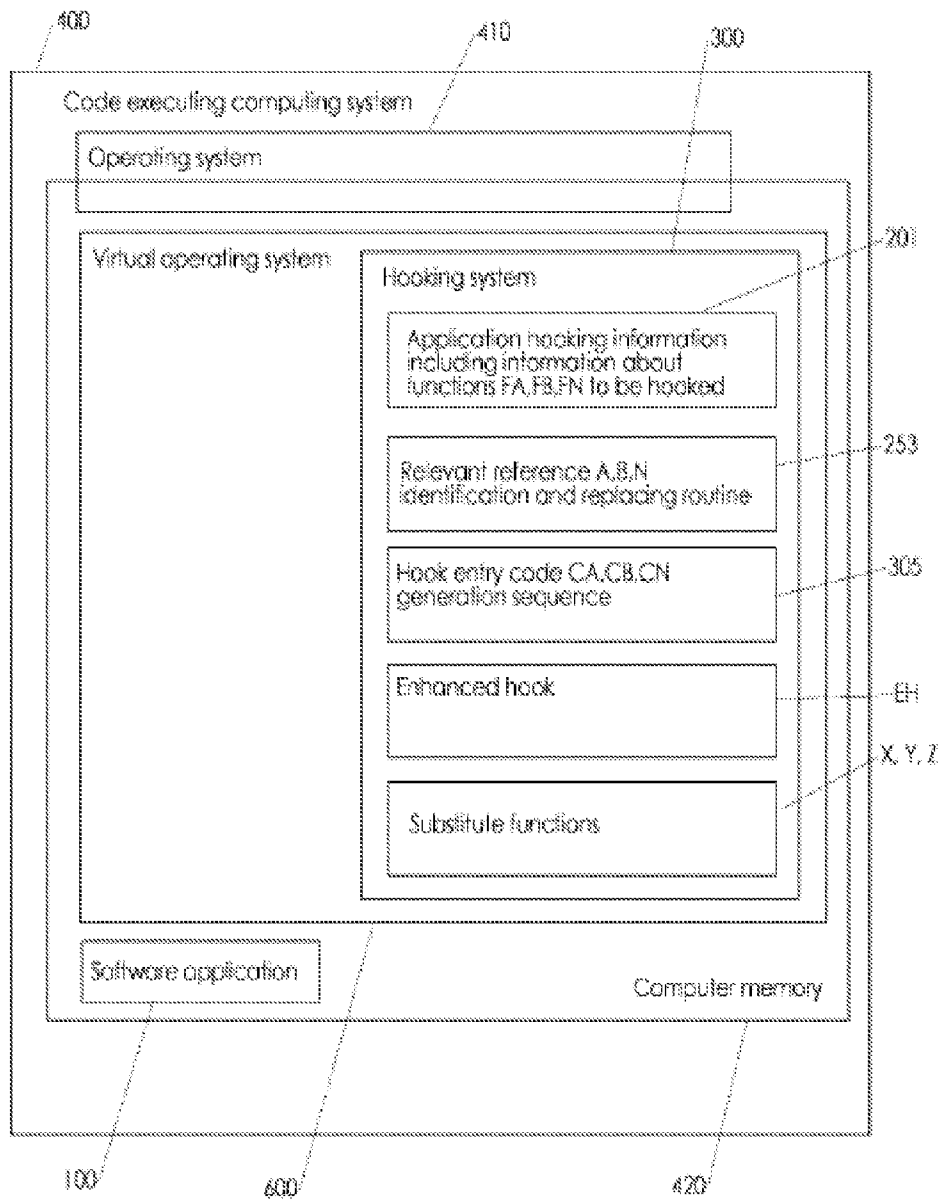 400
410
300
Code executing computing system
Operating system
201
Virtual operating system
Hooking system
Application hooking information
including information about
functions FA,FB,FN to be hooked
253
Relevant reference A,B,N
identification and replacing routine
305
Hook entry code CA,CB,CN
generation sequence
Enhanced hook
EH
X, Y, Z
Substitute functions
Software application
Computer memory
100
600
420